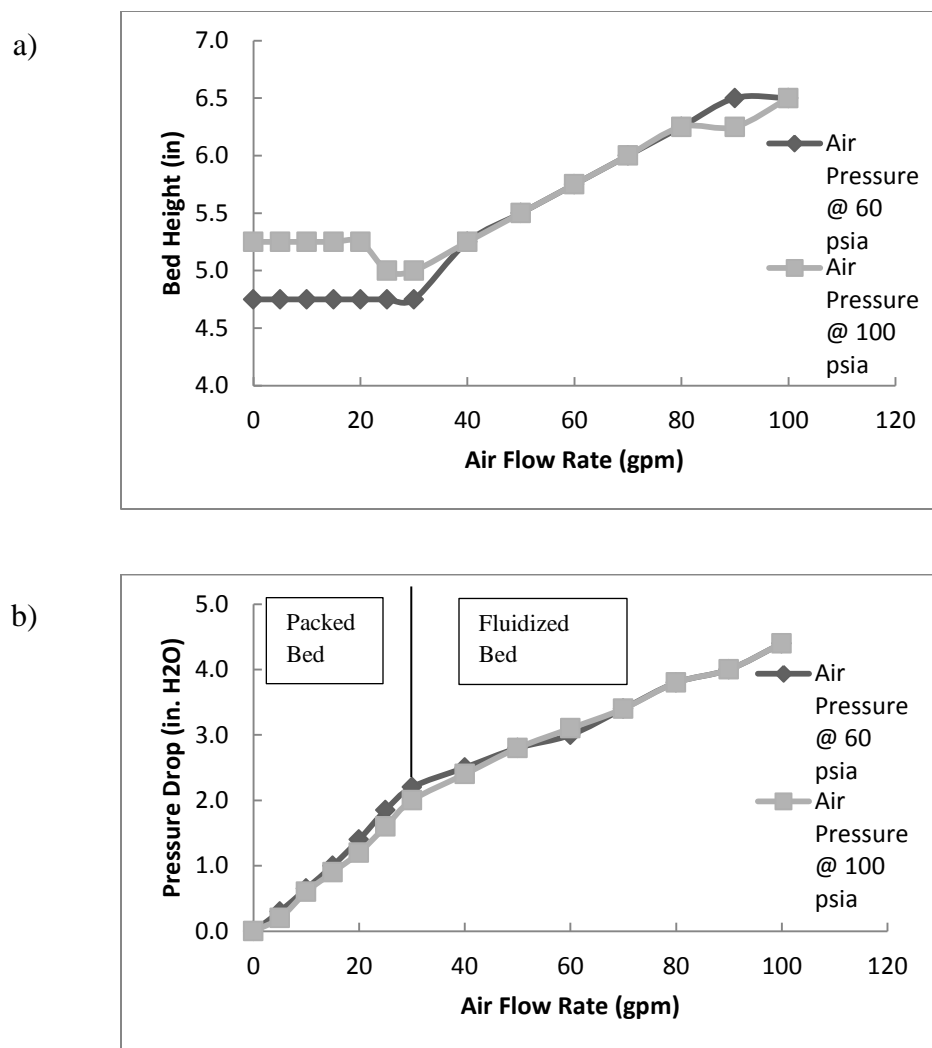 a)
7.0
6.5
6.0
5.5
5.0
4.5
4.0
Bed Height (in)
0 20 40 60 80 100 120
Air Flow Rate (gpm)
Air
Pressure
@ 60
psia
Air
Pressure
@ 100
psia
b)
5.0
4.0
3.0
2.0
1.0
0.0
Pressure Drop (in. H2O)
Packed
Bed
Fluidized
Bed
0 20 40 60 80 100 120
Air Flow Rate (gpm)
Air
Pressure
@ 60
psia
Air
Pressure
@ 100
psia